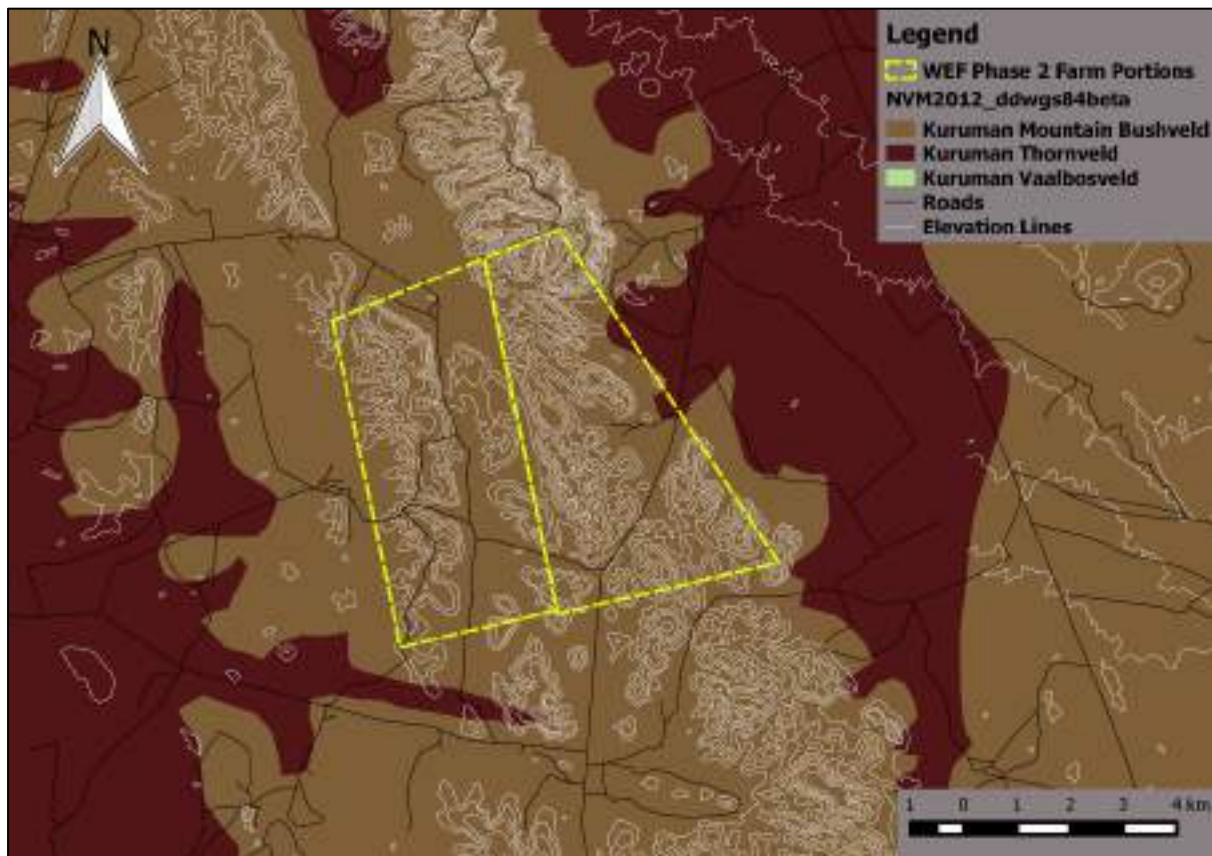 N
Legend
WEF Phase 2 Farm Portions
NVM2012_ddwgs84beta
Kuruman Mountain Bushveld
Kuruman Thornveld
Kuruman Vaalbosveld
Roads
Elevation Lines
1 0 1 2 3 4 km